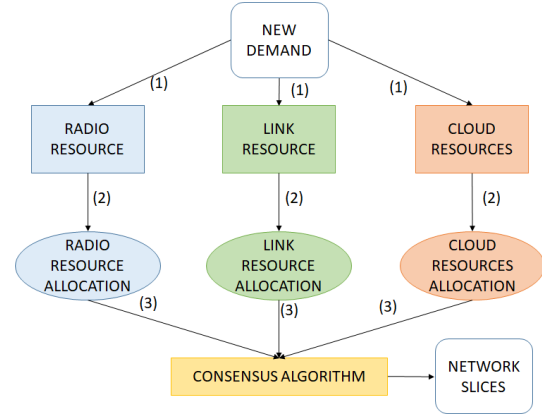 NEW
DEMAND
(1)
(1)
(1)
RADIO
RESOURCE
LINK
RESOURCE
CLOUD
RESOURCES
(2)
(2)
(2)
RADIO
RESOURCE
ALLOCATION
LINK
RESOURCE
ALLOCATION
CLOUD
RESOURCES
ALLOCATION
(3)
(3)
(3)
CONSENSUS ALGORITHM
NETWORK
SLICES